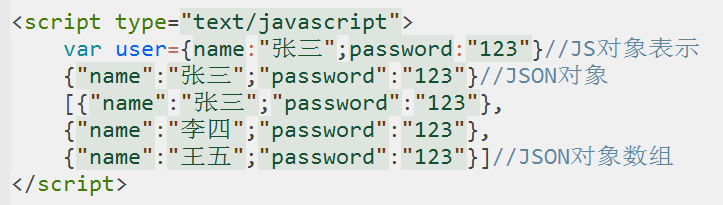 <script type="text/javascript">
var user={name:"张三";password:"123"}//JS对象表示
{"name":"张三";"password":"123"}//JSON对象
[{"name":"张三";"password":"123"},
{"name":"李四";"password":"123"},
{"name":"王五";"password":"123"}]//JSON对象数组
</script>